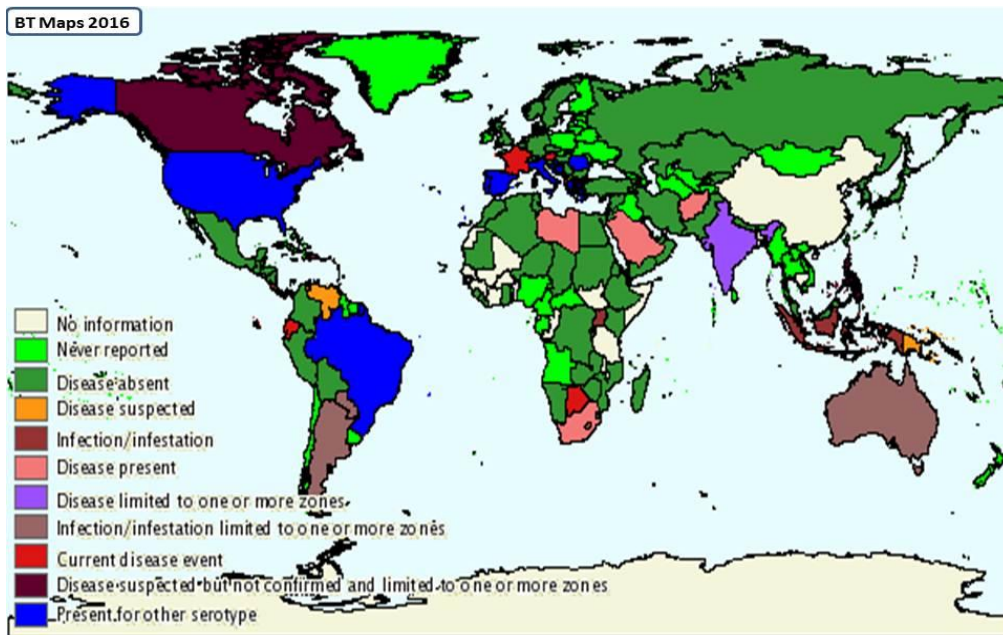 BT Maps 2016
No information
Never reported
Disease absent
Disease suspected
Infection/infestation
Disease present
Disease limited to one or more zones
Infection/infestation limited to one or more zones
Current disease event
Disease suspected but not confirmed and limited to one or more zones
Present for other serotype